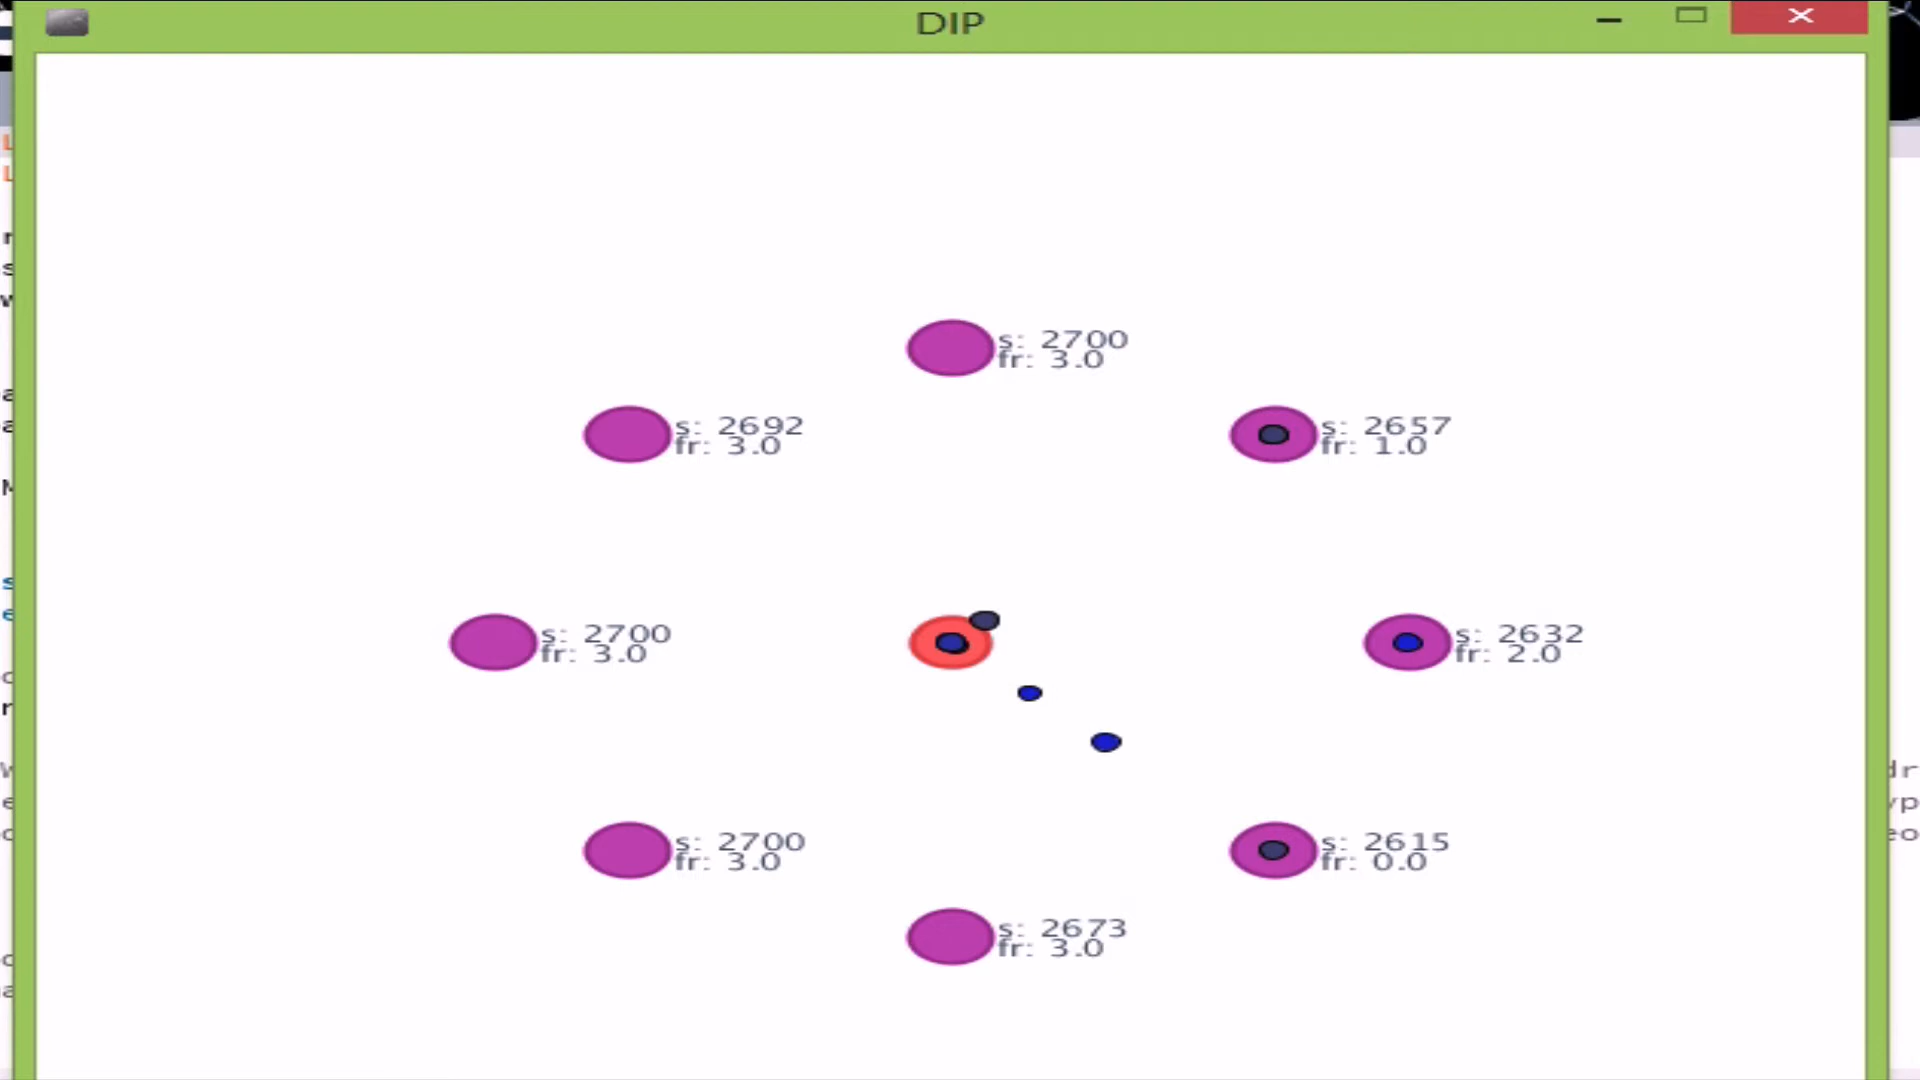 DIP
s: 2700
fr: 3.0
s: 2692
fr: 3.0
s: 2657
fr: 1.0
s: 2700
fr: 3.0
s: 2632
fr: 2.0
s: 2700
fr: 3.0
s: 2615
fr: 0.0
s: 2673
fr: 3.0